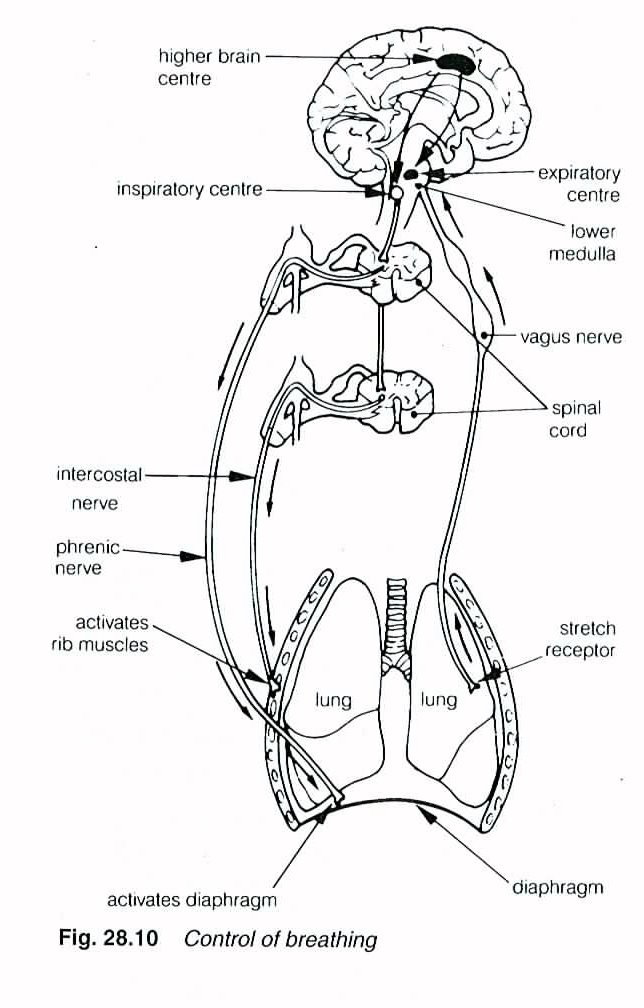 higher brain
centre
inspiratory centre
expiratory
centre
lower
medulla
vagus nerve
spinal
cord
intercostal
nerve
phrenic
nerve
activates
rib muscles
stretch
receptor
lung
lung
activates diaphragm
diaphragm
Fig. 28.10 Control of breathing